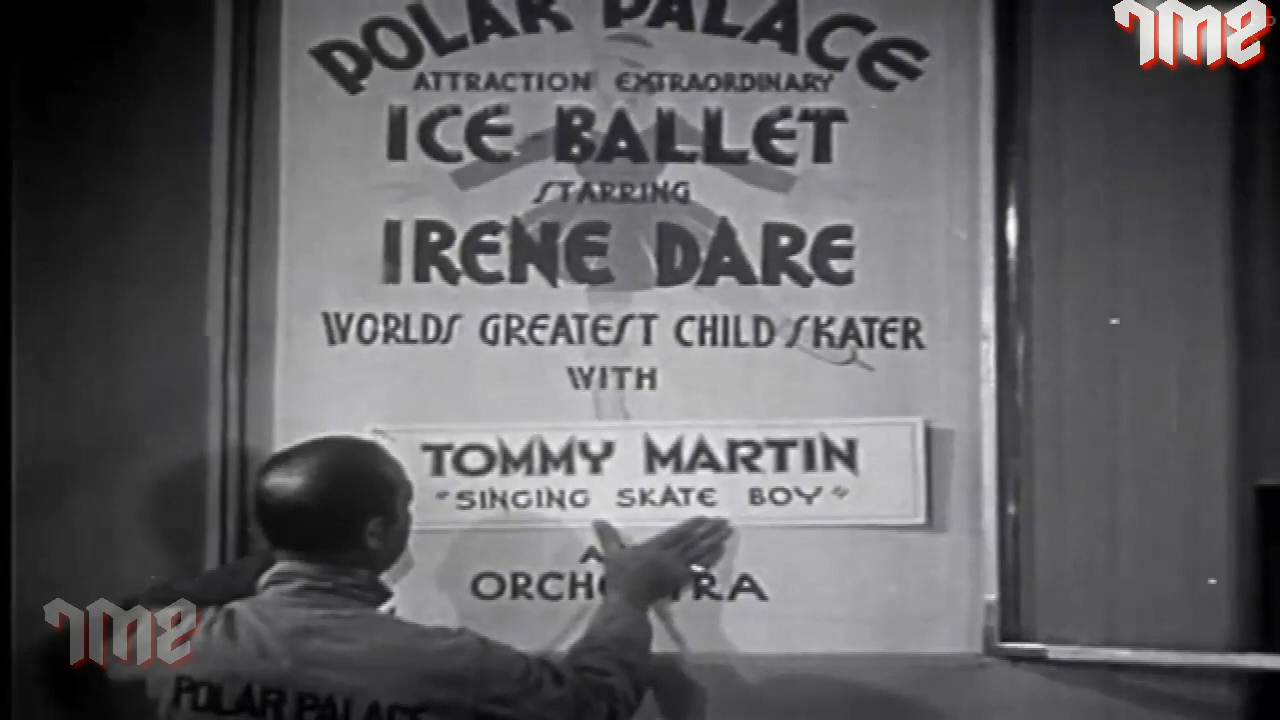 POLAR PALACE
ATTRACTION EXTRAORDINARY
ICE BALLET
STARRING
IRENE DARE
WORLDS GREATEST CHILD SKATER
WITH
TOMMY MARTIN
"SINGING SKATE BOY"
POLAR PALACE